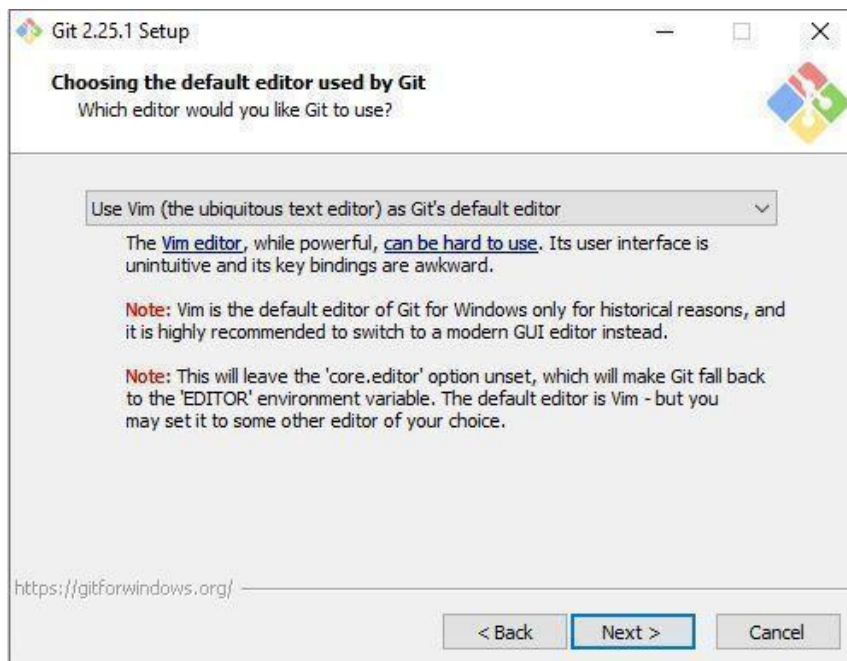 Git 2.25.1 Setup
Choosing the default editor used by Git
Which editor would you like Git to use?
Use Vim (the ubiquitous text editor) as Git's default editor
The Vim editor, while powerful, can be hard to use. Its user interface is
unintuitive and its key bindings are awkward.
Note: Vim is the default editor of Git for Windows only for historical reasons, and
it is highly recommended to switch to a modern GUI editor instead.
Note: This will leave the 'core.editor' option unset, which will make Git fall back
to the 'EDITOR' environment variable. The default editor is Vim - but you
may set it to some other editor of your choice.
https://gitforwindows.org/
< Back Next > Cancel